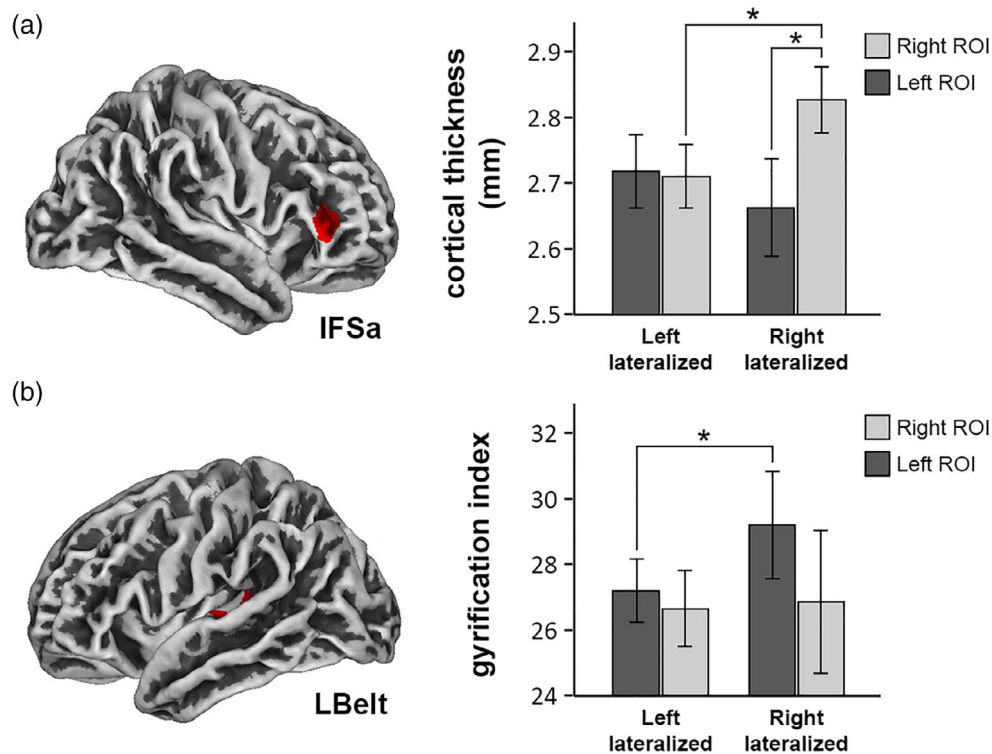 (a)
IFSa
cortical thickness
(mm)
2.9
2.8
2.7
2.6
2.5
*
*
Right ROI
Left ROI
Left
lateralized
Right
lateralized
(b)
LBelt
gyrification index
32
30
28
26
24
*
Right ROI
Left ROI
Left
lateralized
Right
lateralized